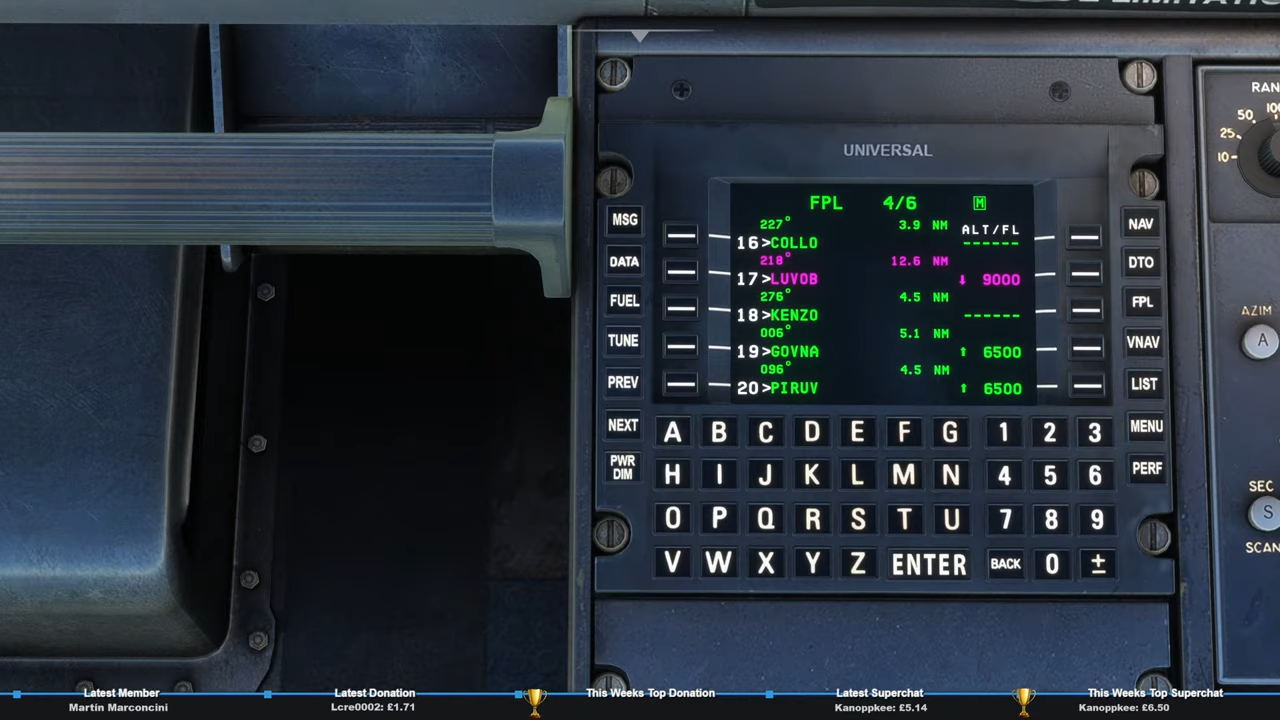 LIMITATIO
UNIVERSAL
FPL 4/6 M
227° 3.9 NM ALT/FL
16>COLLO ------
218° 12.6 NM
17>LUVOB ↓ 9000
276° 4.5 NM
18>KENZO ------
006° 5.1 NM
19>GOVNA ↑ 6500
096° 4.5 NM
20>PIRUV ↑ 6500
MSG
DATA
FUEL
TUNE
PREV
NEXT
PWR
DIM
NAV
DTO
FPL
VNAV
LIST
MENU
PERF
A B C D E F G 1 2 3
H I J K L M N 4 5 6
O P Q R S T U 7 8 9
V W X Y Z ENTER BACK 0 ±
RAN
100
50
25
10
AZIM
A
SEC
S
SCAN
Latest Member
Martín Marconcini
Latest Donation
Lcre0002: £1.71
This Weeks Top Donation
Latest Superchat
Kanoppkee: £5.14
This Weeks Top Superchat
Kanoppkee: £6.50